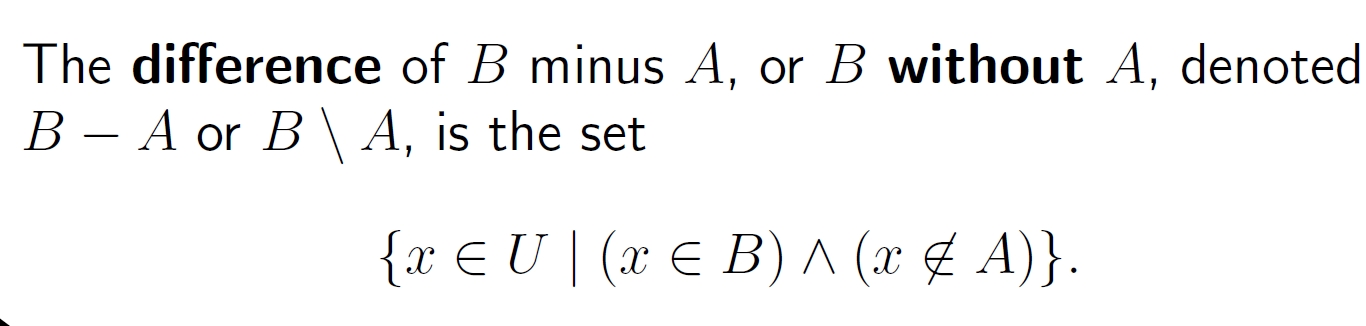 The difference of B minus A, or B without A, denoted
B − A or B \ A, is the set
{x ∈ U | (x ∈ B) ∧ (x ∉ A)}.